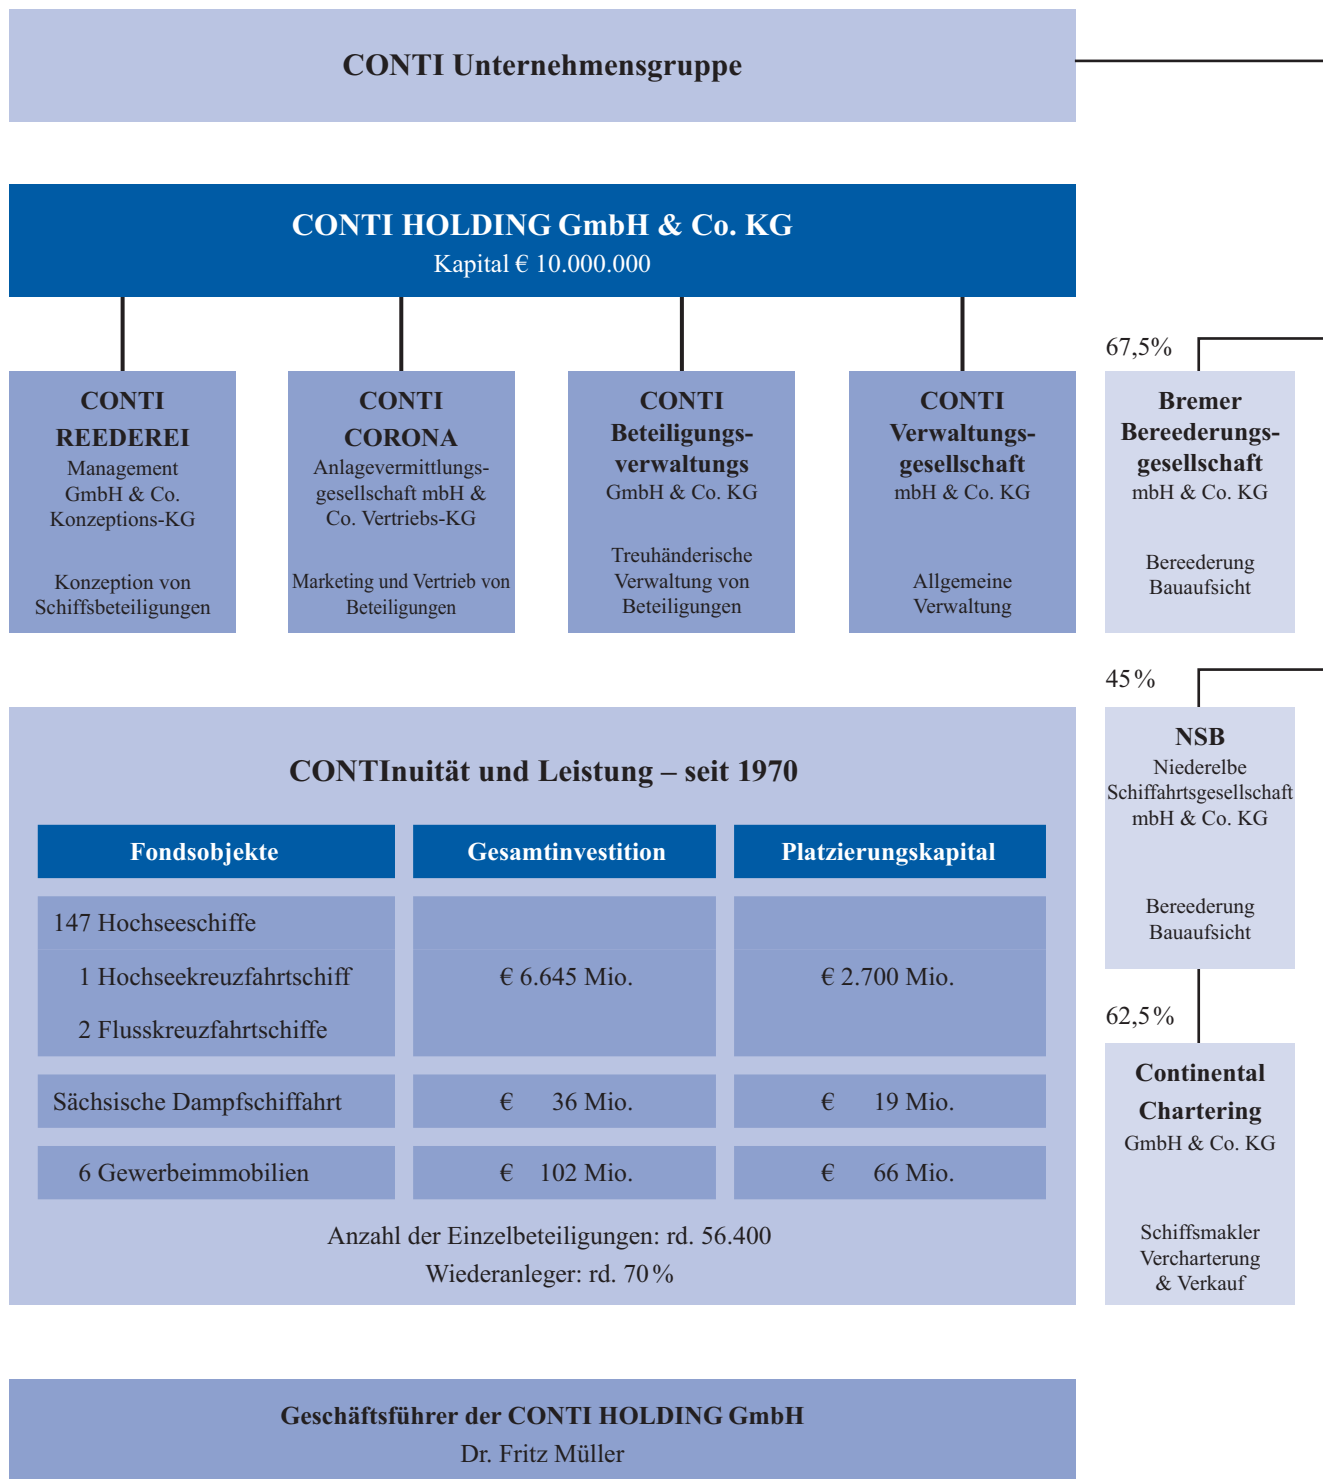 CONTI Unternehmensgruppe
CONTI HOLDING GmbH & Co. KG
Kapital € 10.000.000
CONTI
REEDEREI
Management
GmbH & Co.
Konzeptions-KG
Konzeption von
Schiffsbeteiligungen
CONTI
CORONA
Anlagevermittlungs-
gesellschaft mbH &
Co. Vertriebs-KG
Marketing und Vertrieb von
Beteiligungen
CONTI
Beteiligungs-
verwaltungs
GmbH & Co. KG
Treuhänderische
Verwaltung von
Beteiligungen
CONTI
Verwaltungs-
gesellschaft
mbH & Co. KG
Allgemeine
Verwaltung
67,5%
Bremer
Bereederungs-
gesellschaft
mbH & Co. KG
Bereederung
Bauaufsicht
45%
NSB
Niederelbe
Schiffahrtsgesellschaft
mbH & Co. KG
Bereederung
Bauaufsicht
62,5%
Continental
Chartering
GmbH & Co. KG
Schiffsmakler
Vercharterung
& Verkauf
CONTInuität und Leistung – seit 1970
Fondsobjekte Gesamtinvestition Platzierungskapital
147 Hochseeschiffe
1 Hochseekreuzfahrtschiff € 6.645 Mio. € 2.700 Mio.
2 Flusskreuzfahrtschiffe
Sächsische Dampfschiffahrt € 36 Mio. € 19 Mio.
6 Gewerbeimmobilien € 102 Mio. € 66 Mio.
Anzahl der Einzelbeteiligungen: rd. 56.400
Wiederanleger: rd. 70%
Geschäftsführer der CONTI HOLDING GmbH
Dr. Fritz Müller